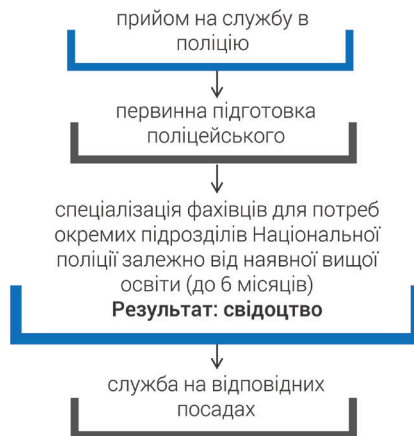 прийом на службу в
поліцію
первинна підготовка
поліцейського
спеціалізація фахівців для потреб
окремих підрозділів Національної
поліції залежно від наявної вищої
освіти (до 6 місяців)
Результат: свідоцтво
служба на відповідних
посадах